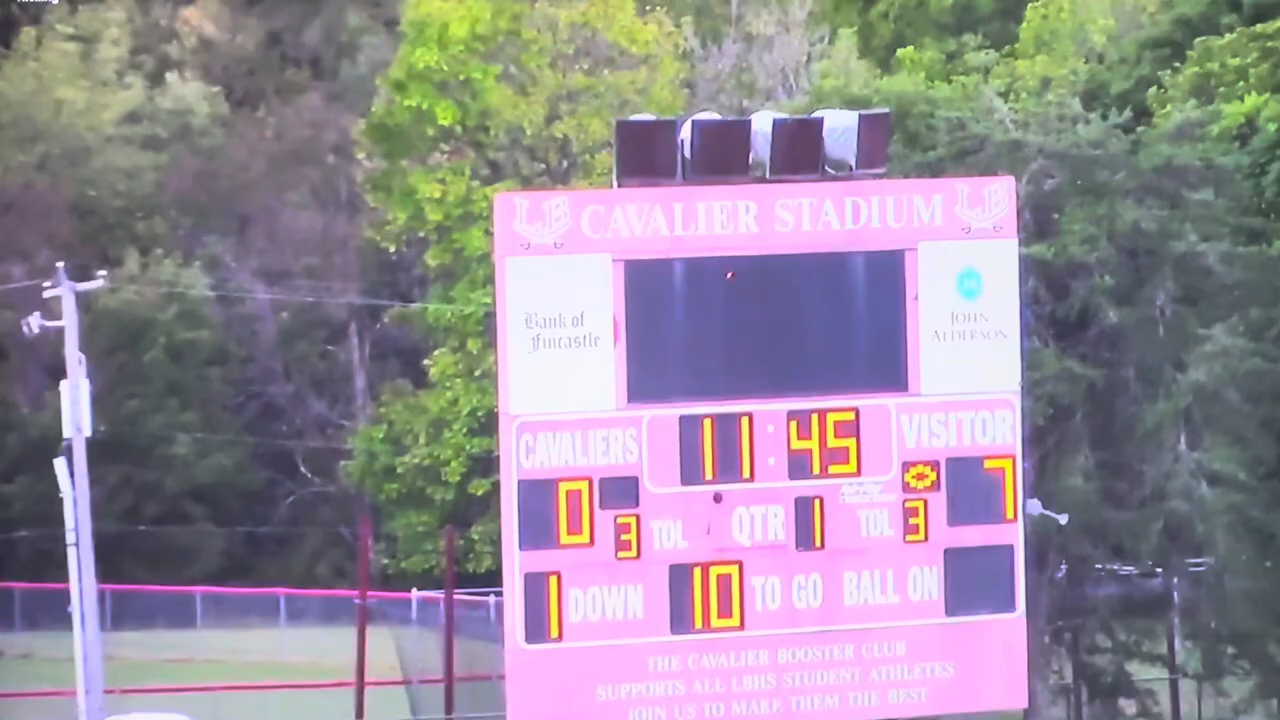 LB CAVALIER STADIUM LB
Bank of
Fincastle
JOHN
ALDERSON
CAVALIERS 11:45 VISITOR
0 7
3 TOL QTR 1 TOL 3
1 DOWN 10 TO GO BALL ON
THE CAVALIER BOOSTER CLUB
SUPPORTS ALL LBHS STUDENT ATHLETES
JOIN US TO MAKE THEM THE BEST